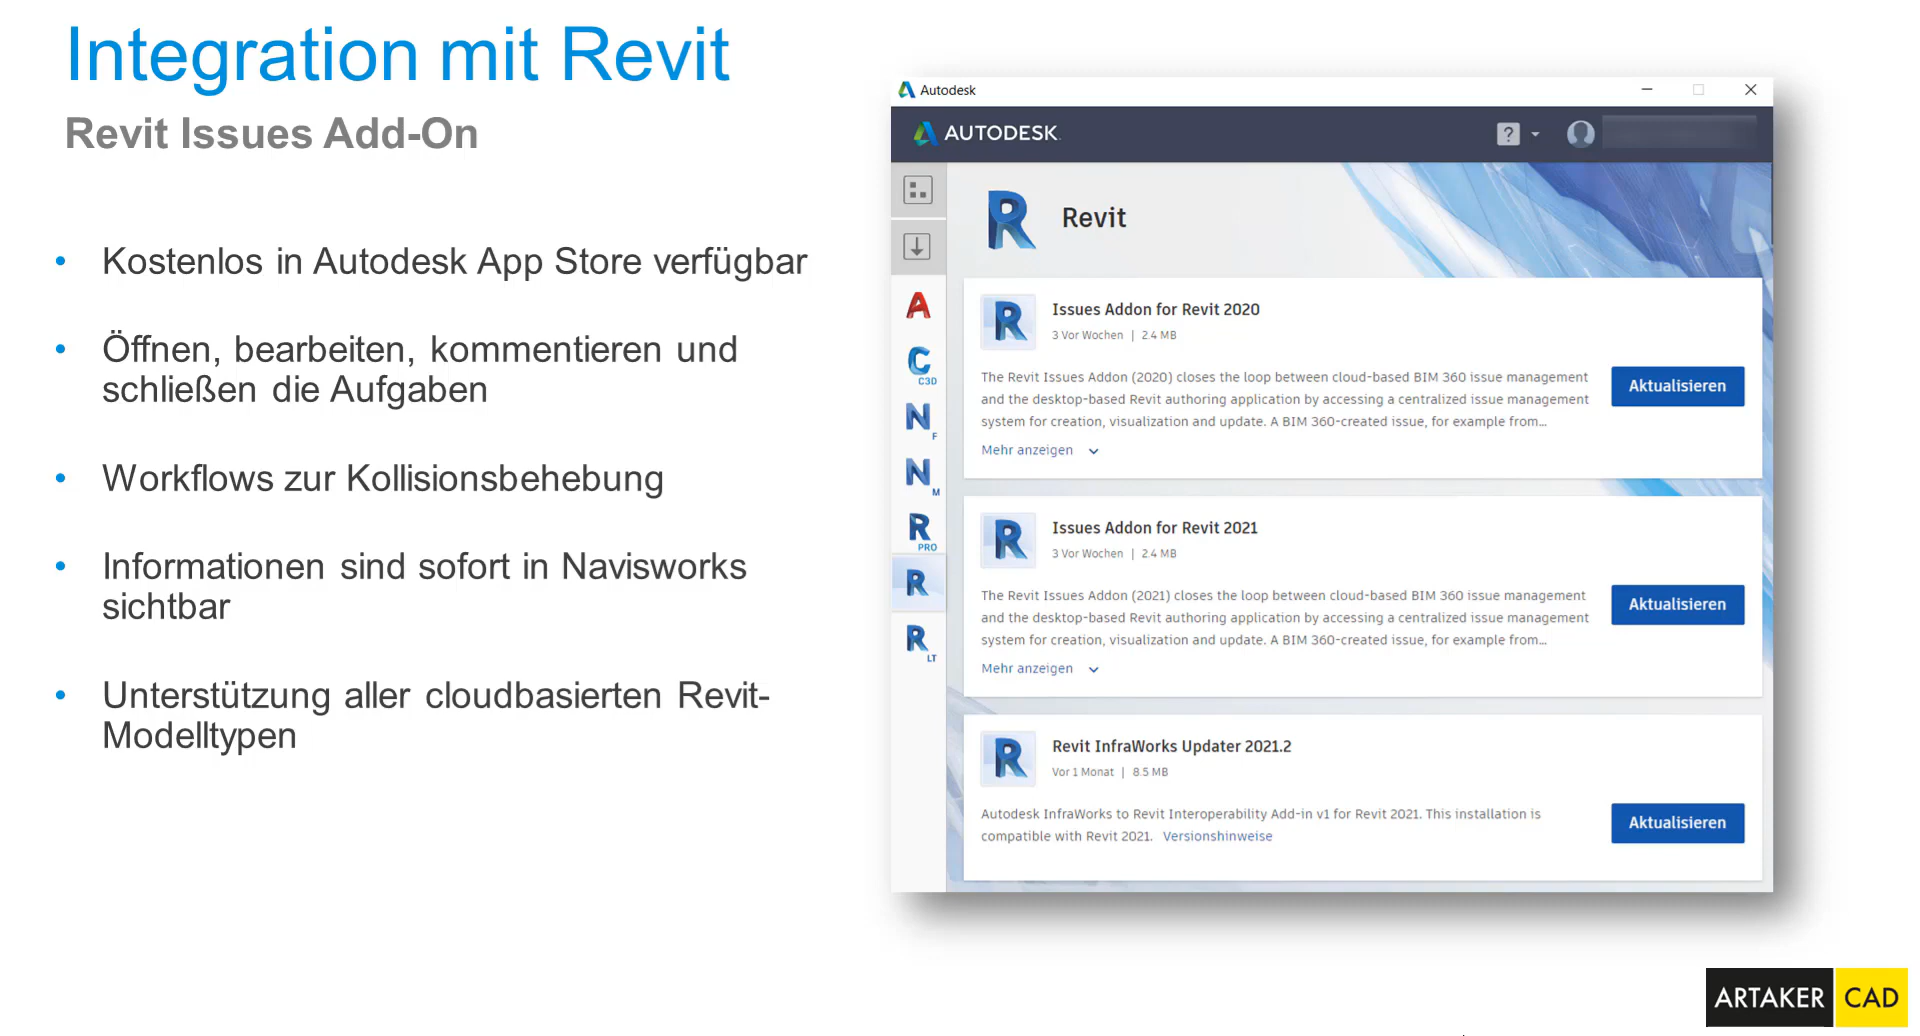 Integration mit Revit
Revit Issues Add-On
• Kostenlos in Autodesk App Store verfügbar
• Öffnen, bearbeiten, kommentieren und
schließen die Aufgaben
• Workflows zur Kollisionsbehebung
• Informationen sind sofort in Navisworks
sichtbar
• Unterstützung aller cloudbasierten Revit-
Modelltypen
Autodesk
AUTODESK.
?
Revit
A
C
C3D
N
F
N
M
R
PRO
R
R
LT
Issues Addon for Revit 2020
3 Vor Wochen | 2.4 MB
The Revit Issues Addon (2020) closes the loop between cloud-based BIM 360 issue management
and the desktop-based Revit authoring application by accessing a centralized issue management
system for creation, visualization and update. A BIM 360-created issue, for example from...
Mehr anzeigen
Aktualisieren
Issues Addon for Revit 2021
3 Vor Wochen | 2.4 MB
The Revit Issues Addon (2021) closes the loop between cloud-based BIM 360 issue management
and the desktop-based Revit authoring application by accessing a centralized issue management
system for creation, visualization and update. A BIM 360-created issue, for example from...
Mehr anzeigen
Aktualisieren
Revit InfraWorks Updater 2021.2
Vor 1 Monat | 8.5 MB
Autodesk InfraWorks to Revit Interoperability Add-in v1 for Revit 2021. This installation is
compatible with Revit 2021. Versionshinweise
Aktualisieren
ARTAKER CAD